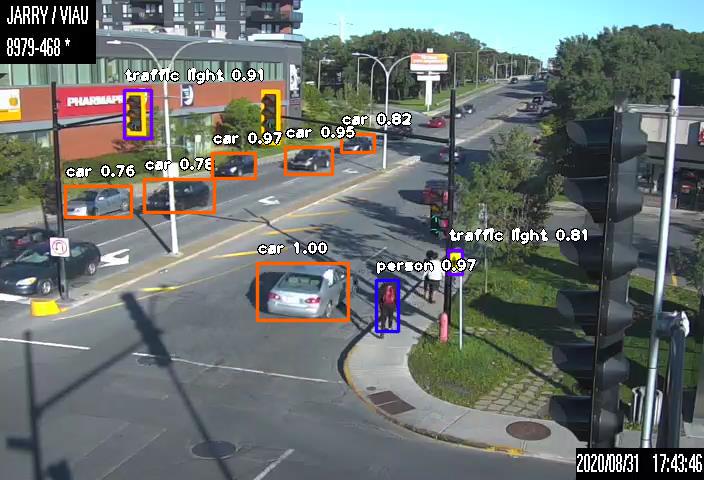 JARRY / VIAU
8979-468 *
traffic light 0.91
PHARMAPR
car 0.82
car 0.95
car 0.97
car 0.78
car 0.76
traffic light 0.81
car 1.00
person 0.97
2020/08/31 17:43:46